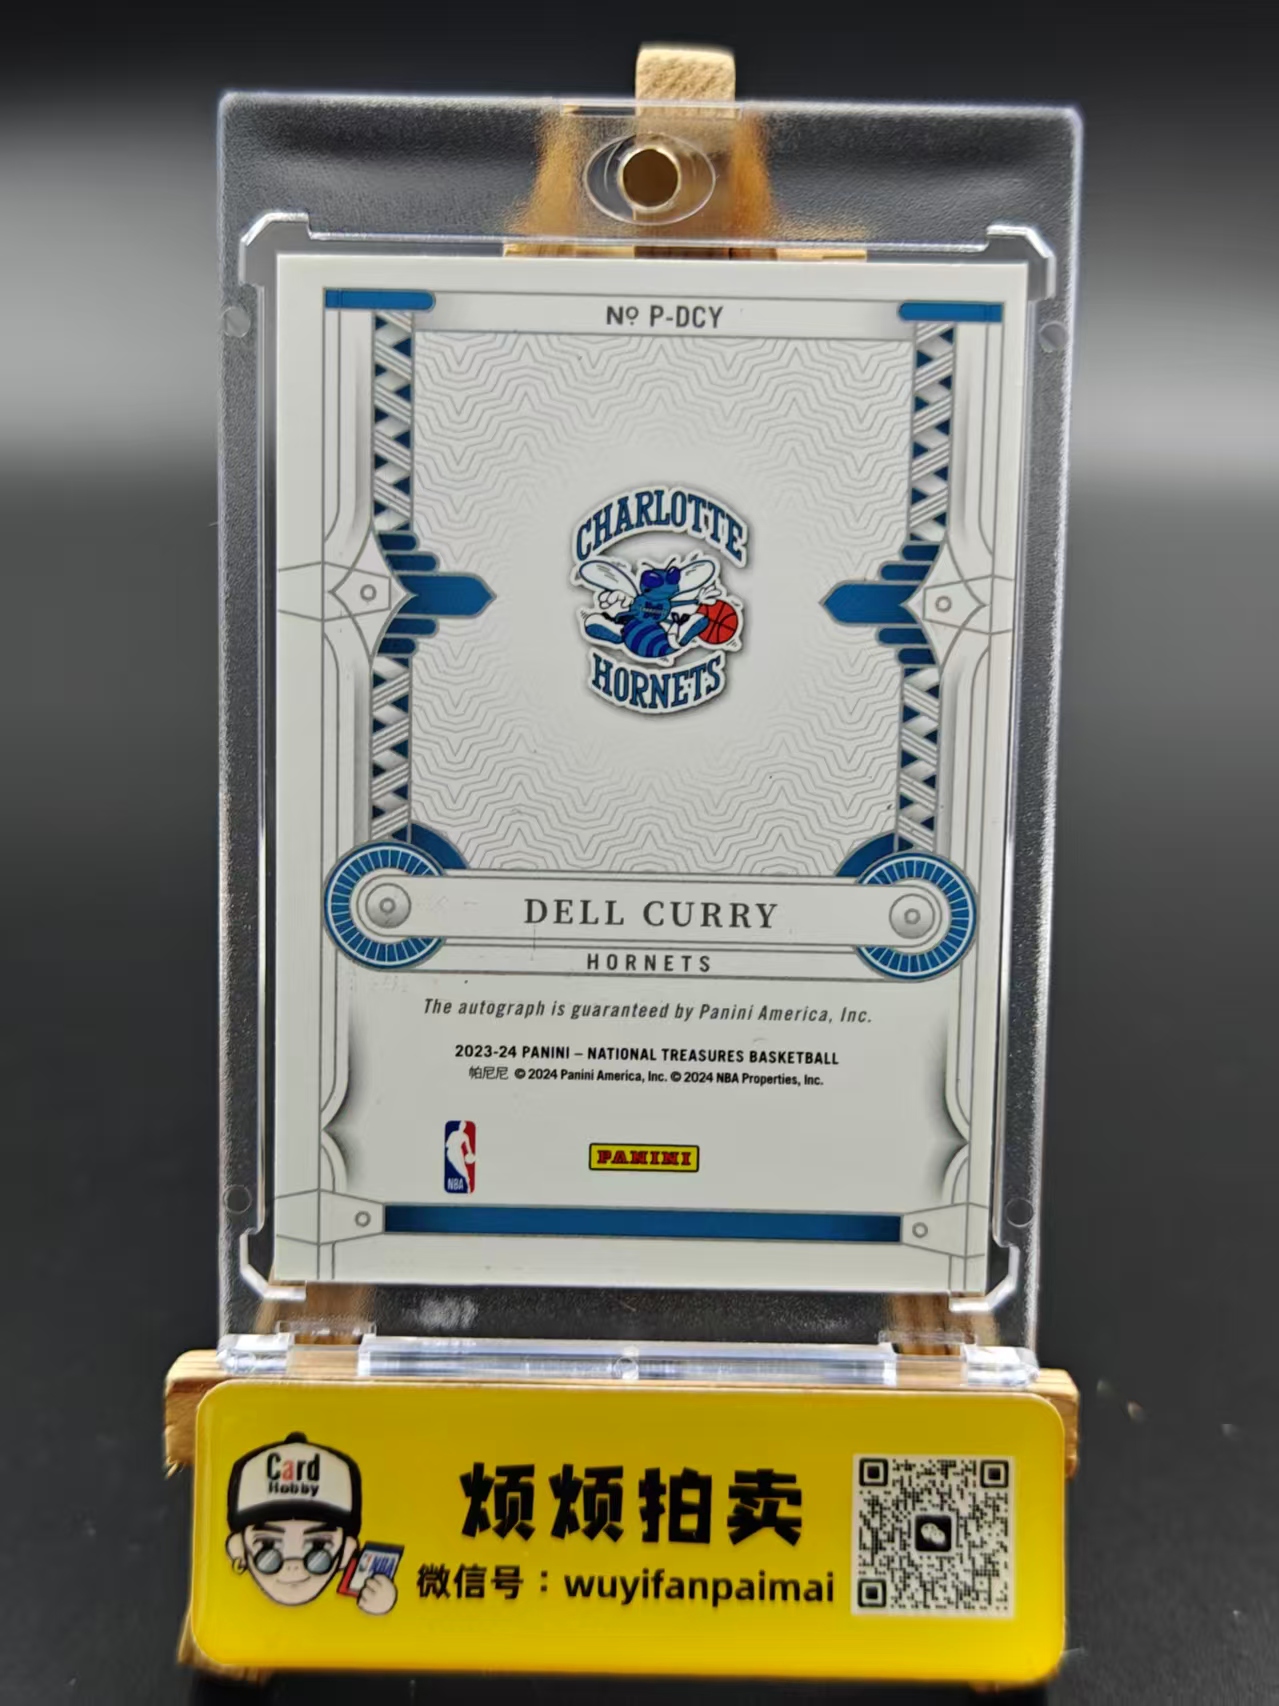 № P-DCY
CHARLOTTE
HORNETS
DELL CURRY
HORNETS
The autograph is guaranteed by Panini America, Inc.
2023-24 PANINI – NATIONAL TREASURES BASKETBALL
帕尼尼 © 2024 Panini America, Inc. © 2024 NBA Properties, Inc.
NBA
PANINI
Card
Hobby
NBA
烦烦拍卖
微信号：wuyifanpaimai